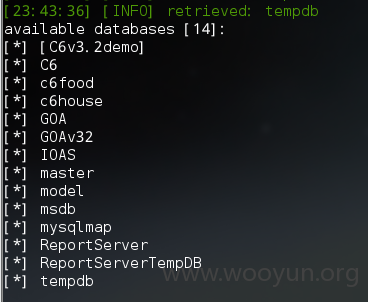 [23:43:36] [INFO] retrieved: tempdb
available databases [14]:
[*] [C6v3.2demo]
[*] C6
[*] c6food
[*] c6house
[*] GOA
[*] GOAv32
[*] IOAS
[*] master
[*] model
[*] msdb
[*] mysqlmap
[*] ReportServer
[*] ReportServerTempDB
[*] tempdb
www.wooyun.org